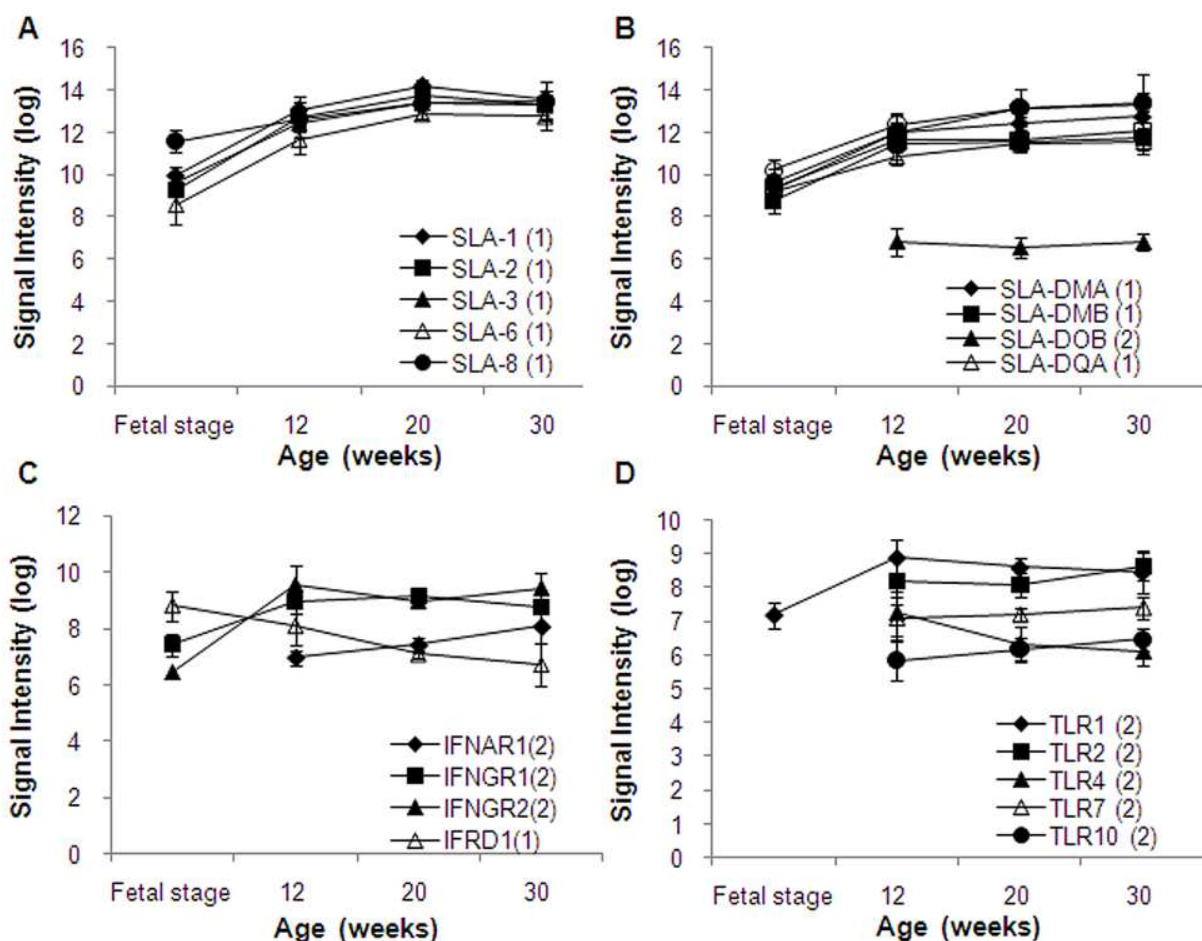 A
Signal Intensity (log)
16
14
12
10
8
6
4
2
0
SLA-1 (1)
SLA-2 (1)
SLA-3 (1)
SLA-6 (1)
SLA-8 (1)
Fetal stage 12 20 30
Age (weeks)
B
Signal Intensity (log)
16
14
12
10
8
6
4
2
0
SLA-DMA (1)
SLA-DMB (1)
SLA-DOB (2)
SLA-DQA (1)
Fetal stage 12 20 30
Age (weeks)
C
Signal Intensity (log)
12
10
8
6
4
2
0
IFNAR1(2)
IFNGR1(2)
IFNGR2(2)
IFRD1(1)
Fetal stage 12 20 30
Age (weeks)
D
Signal Intensity (log)
10
9
8
7
6
5
4
3
2
1
0
TLR1 (2)
TLR2 (2)
TLR4 (2)
TLR7 (2)
TLR10 (2)
Fetal stage 12 20 30
Age (weeks)